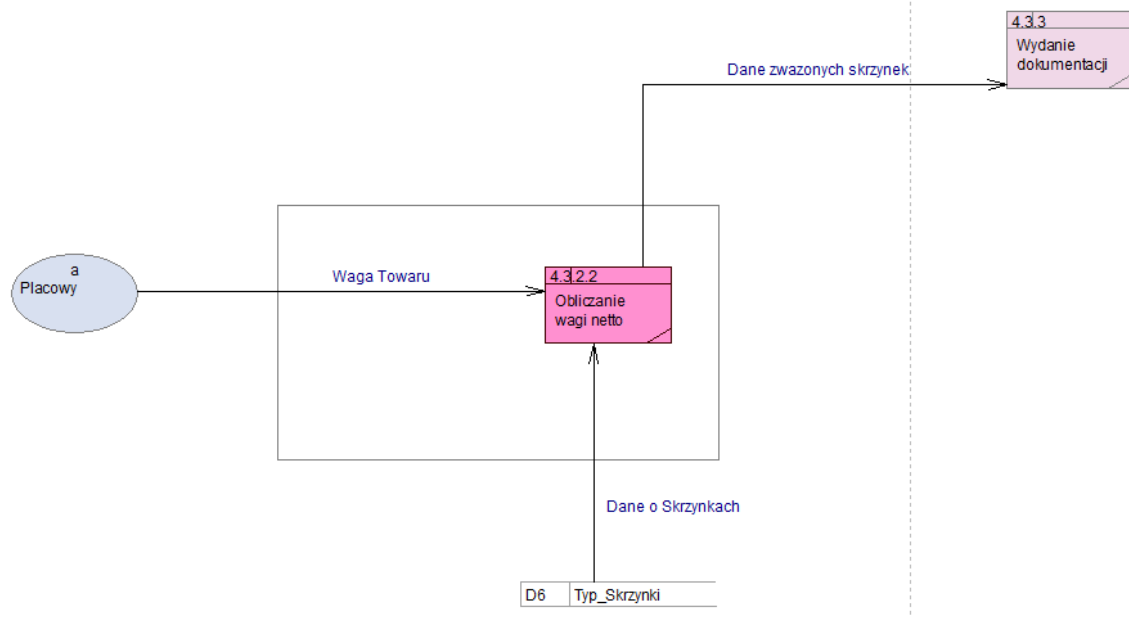 4.3.3
Wydanie
dokumentacji
Dane zwazonych skrzynek
a
Placowy
Waga Towaru
4.3.2.2
Obliczanie
wagi netto
Dane o Skrzynkach
D6 Typ_Skrzynki